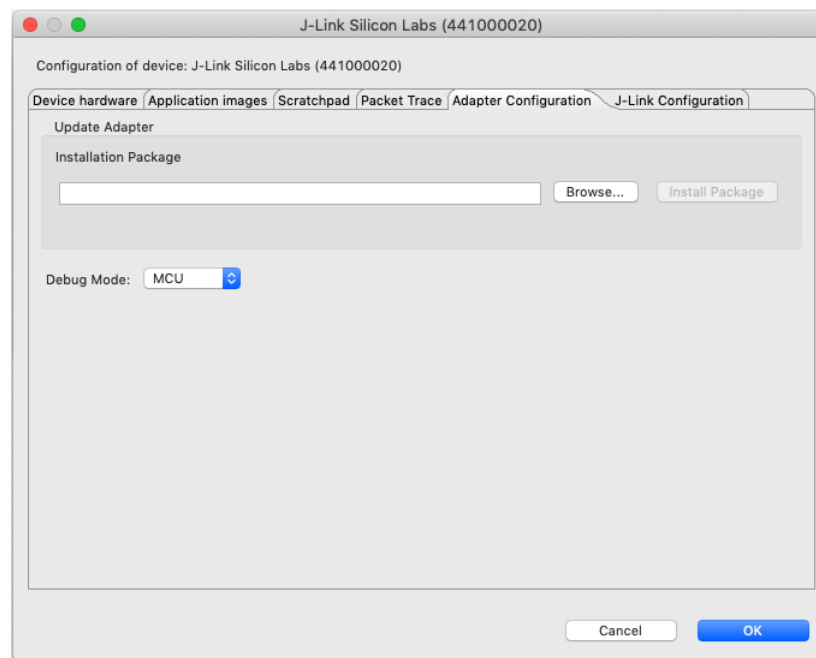 J-Link Silicon Labs (441000020)
Configuration of device: J-Link Silicon Labs (441000020)
Device hardware Application images Scratchpad Packet Trace Adapter Configuration J-Link Configuration
Update Adapter
Installation Package
Browse... Install Package
Debug Mode: MCU
Cancel OK